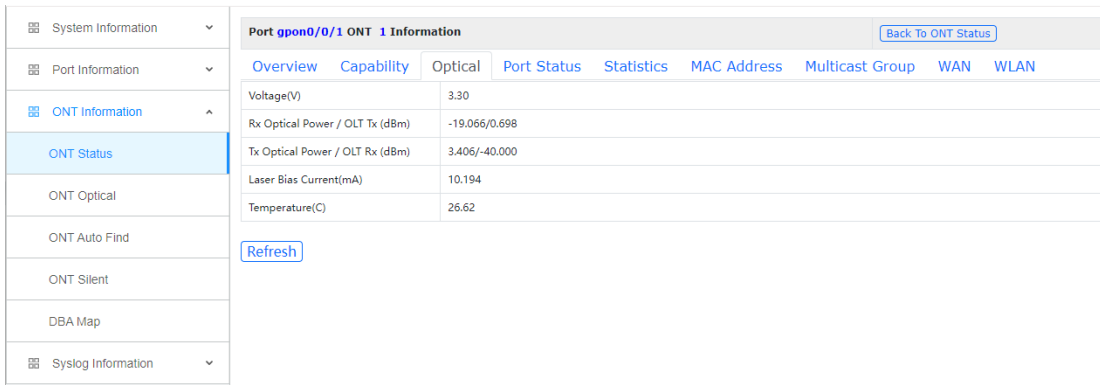 System Information
Port Information
ONT Information
ONT Status
ONT Optical
ONT Auto Find
ONT Silent
DBA Map
Syslog Information
Port gpon0/0/1 ONT 1 Information
Back To ONT Status
Overview Capability Optical Port Status Statistics MAC Address Multicast Group WAN WLAN
Voltage(V) 3.30
Rx Optical Power / OLT Tx (dBm) -19.066/0.698
Tx Optical Power / OLT Rx (dBm) 3.406/-40.000
Laser Bias Current(mA) 10.194
Temperature(C) 26.62
Refresh